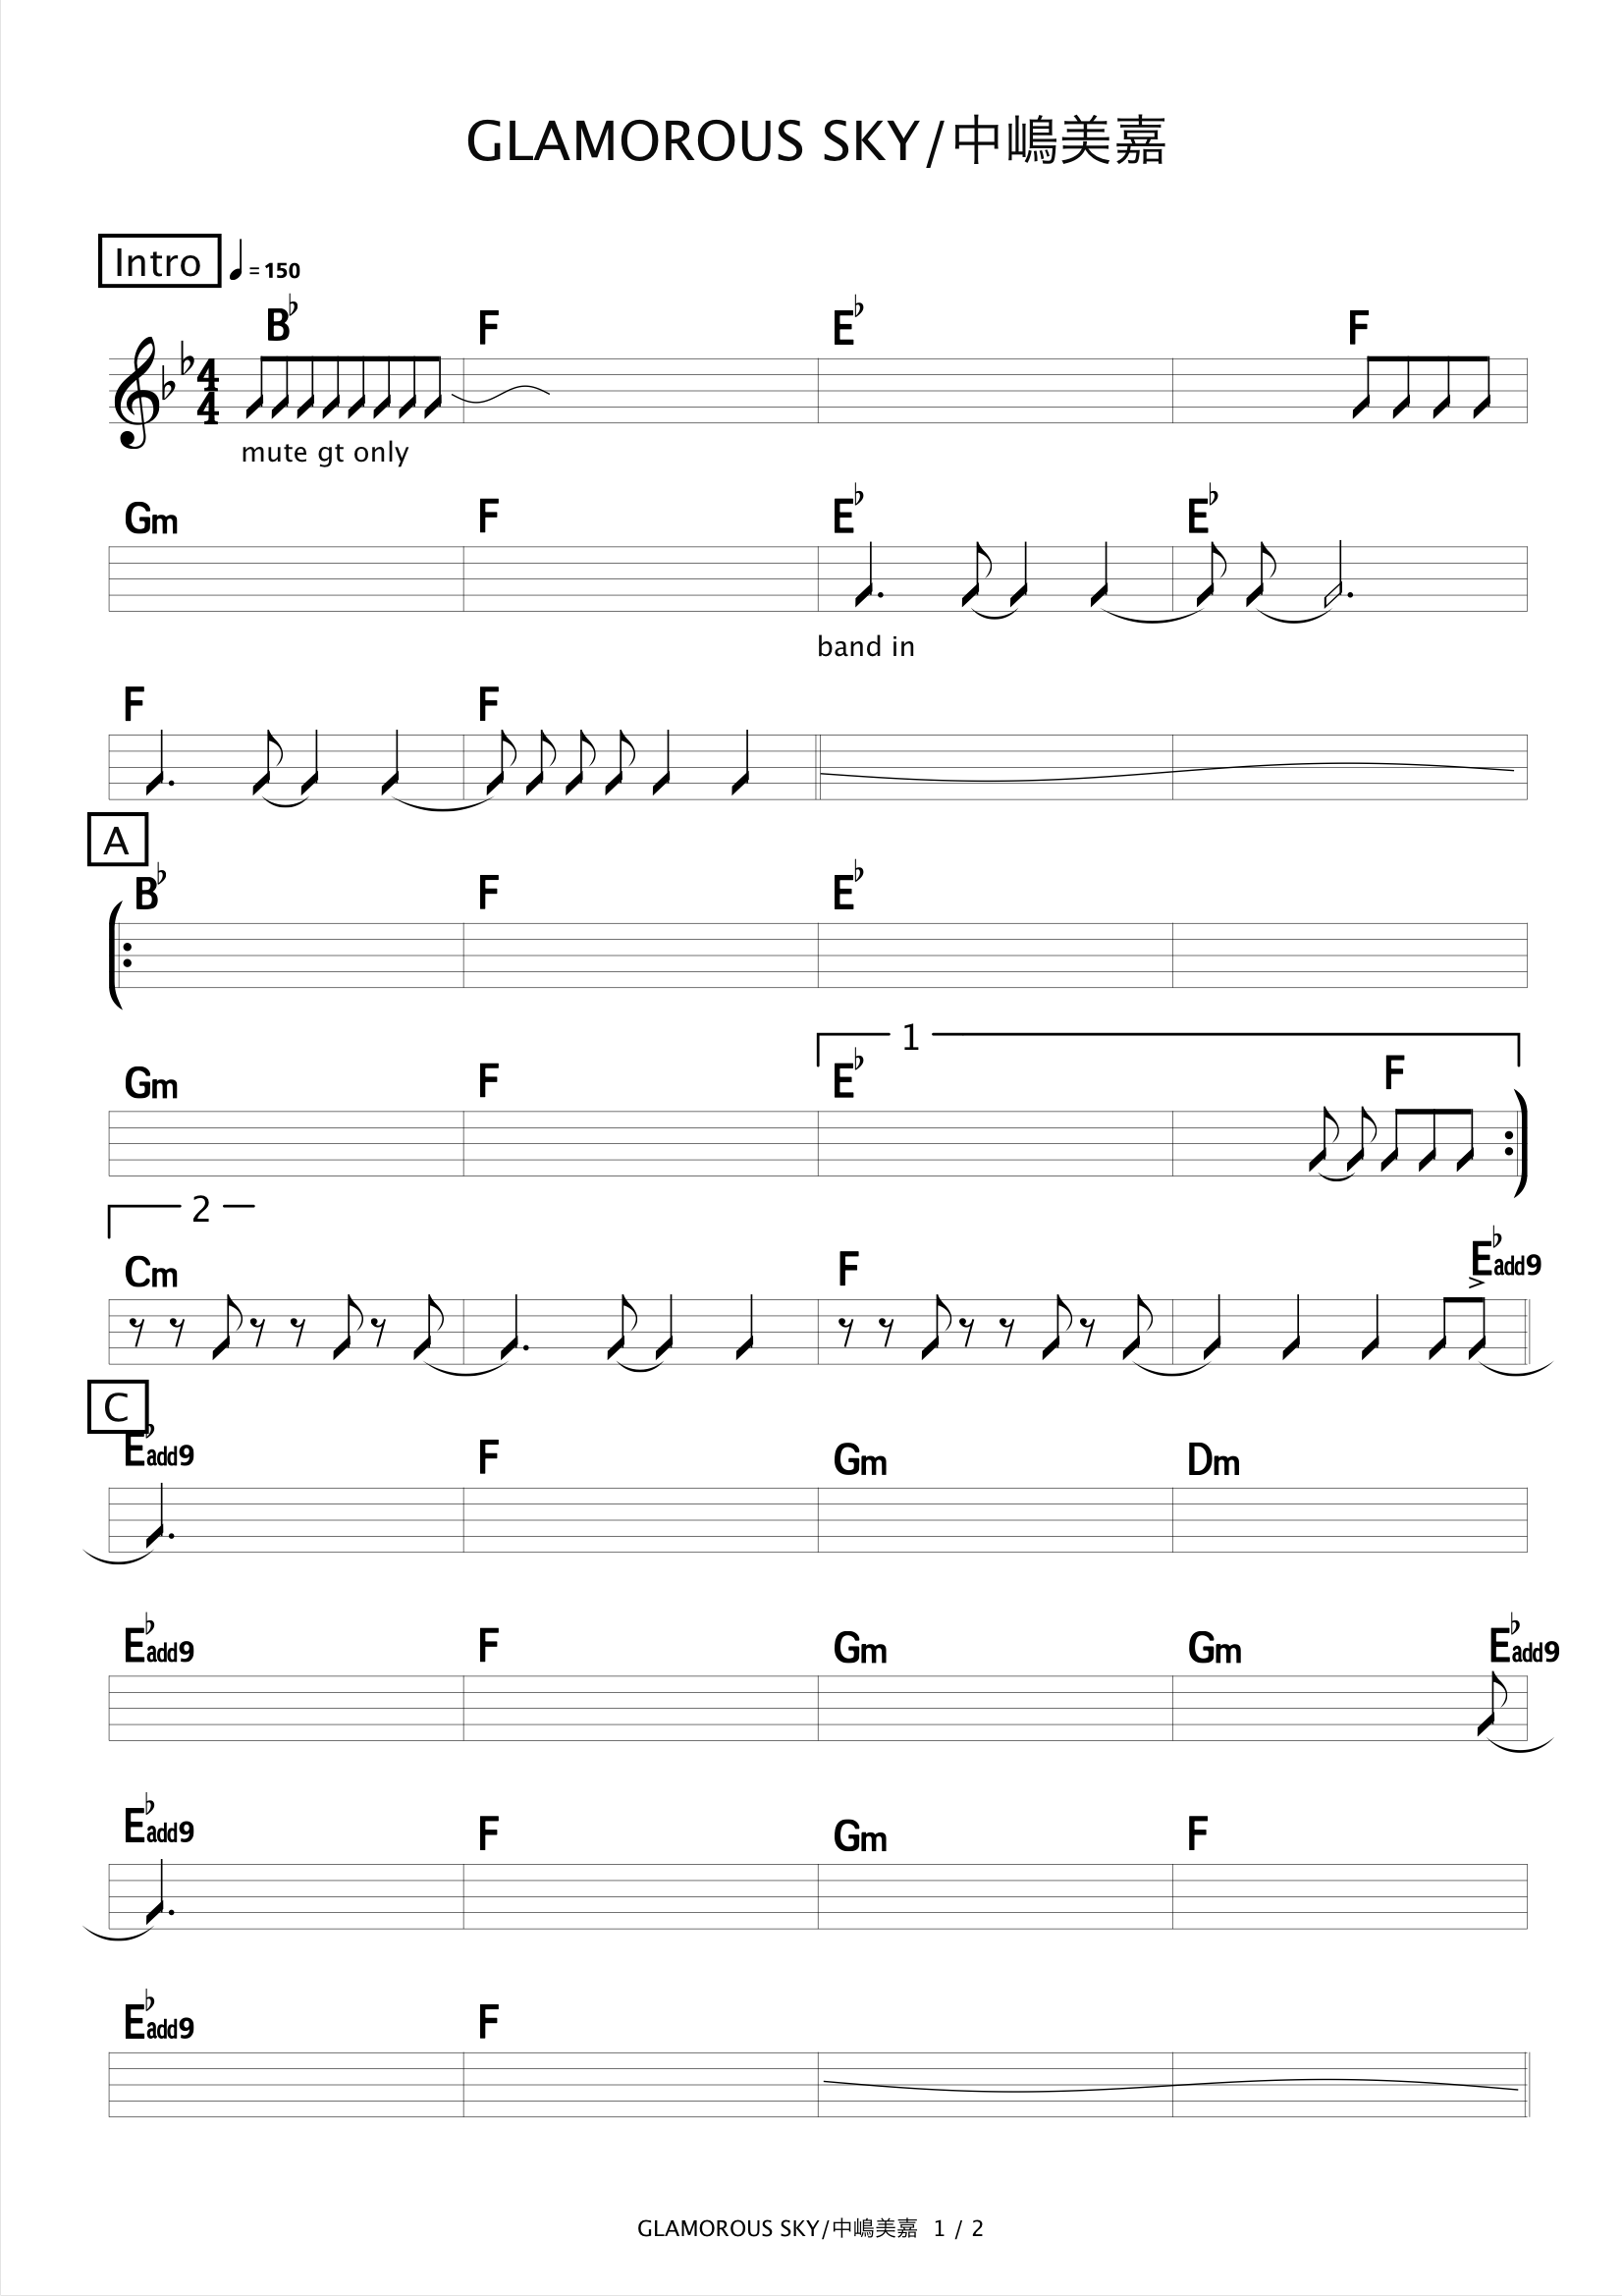 GLAMOROUS SKY/中嶋美嘉
Intro ♩=150
B♭ F E♭ F
4
4
mute gt only
Gm F E♭ E♭
band in
F F
A
B♭ F E♭
1
Gm F E♭ F
2
Cm F E♭add9
C
E♭add9 F Gm Dm
E♭add9 F Gm Gm E♭add9
E♭add9 F Gm F
E♭add9 F
GLAMOROUS SKY/中嶋美嘉 1 / 2